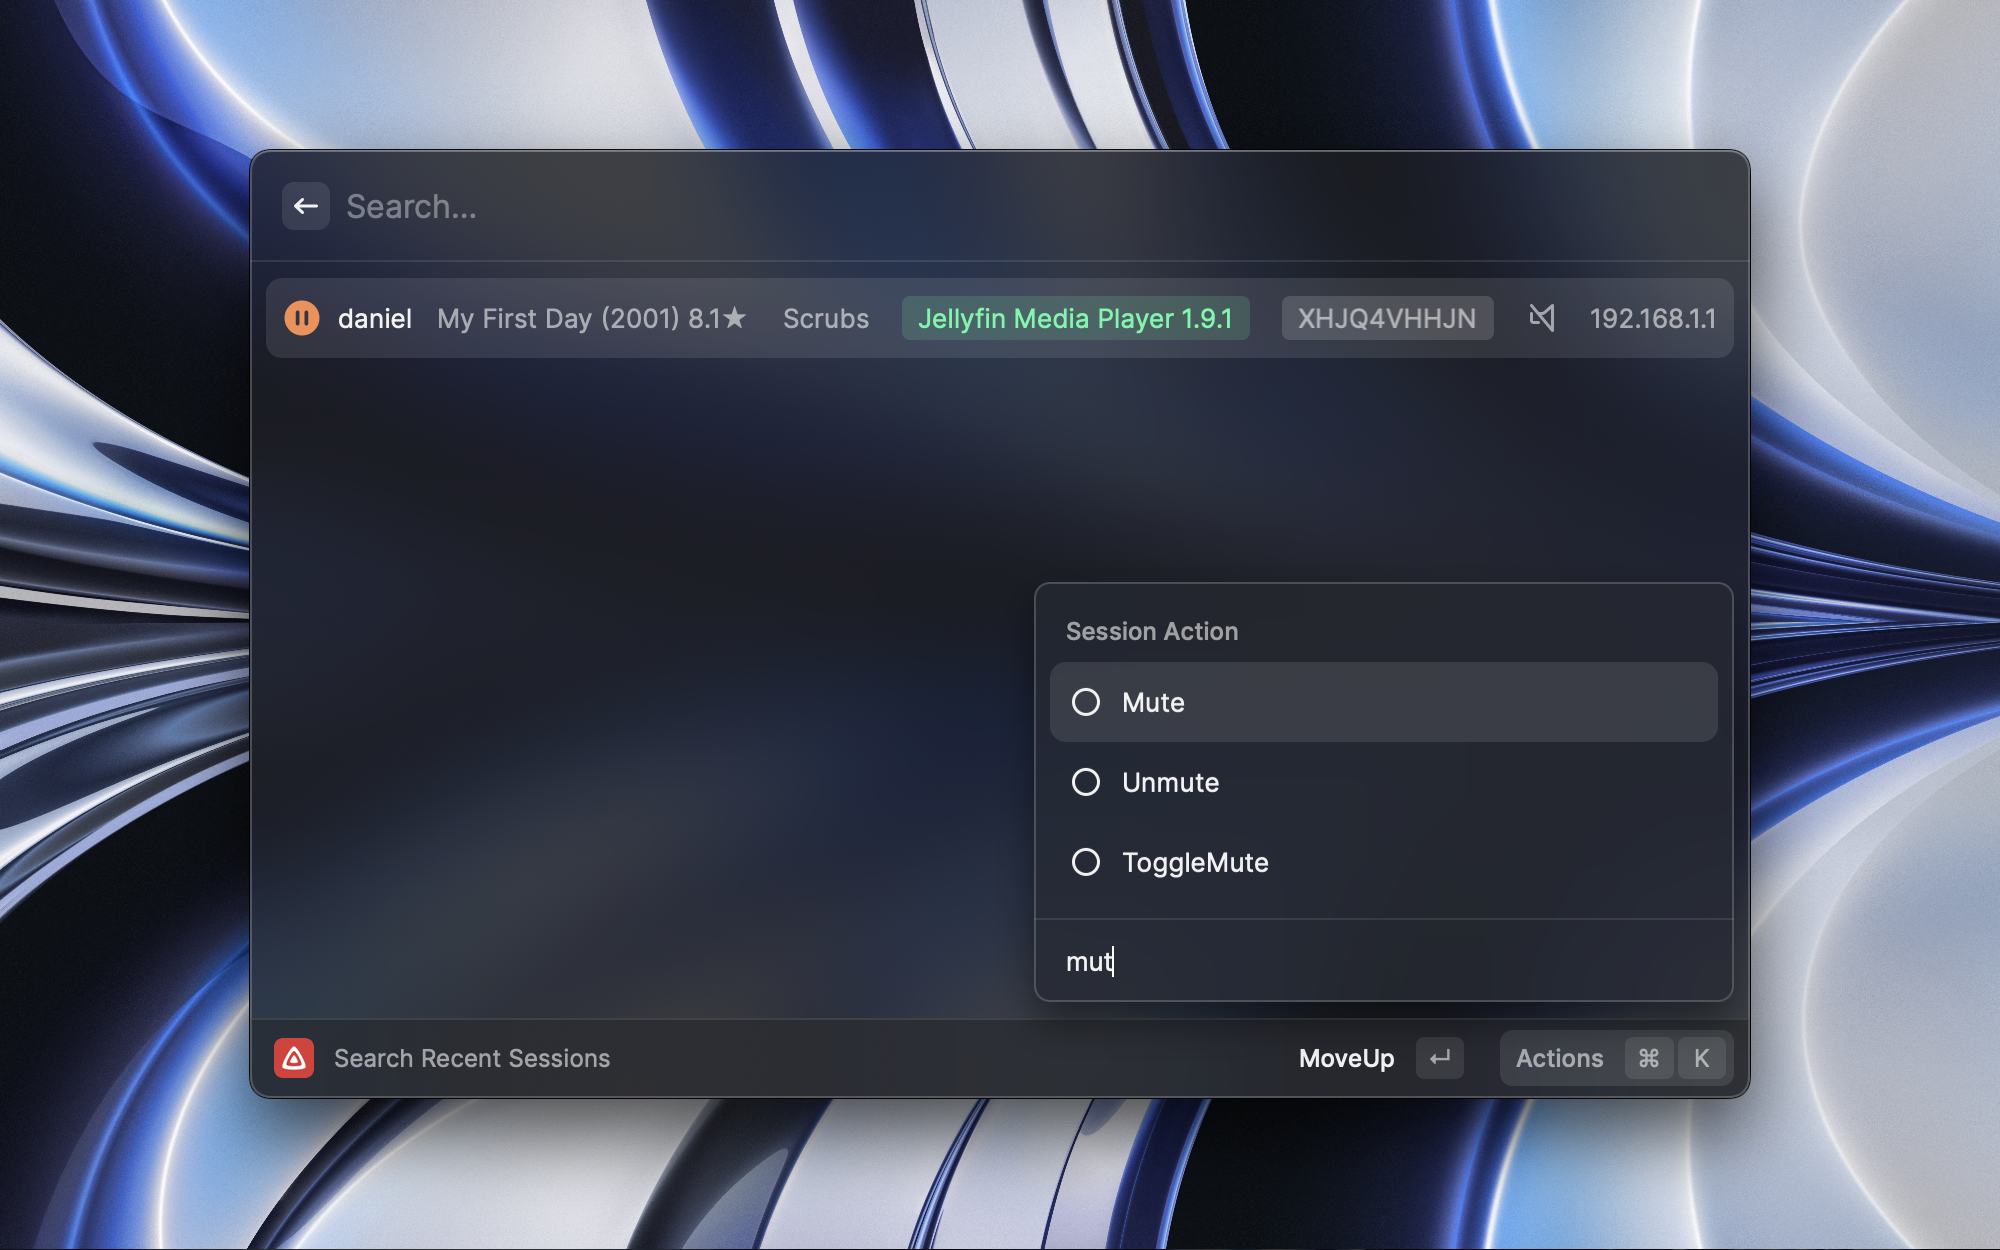 Search...
daniel My First Day (2001) 8.1★ Scrubs Jellyfin Media Player 1.9.1 XHJQ4VHHJN 192.168.1.1
Session Action
Mute
Unmute
ToggleMute
mut
Search Recent Sessions MoveUp ↵ Actions ⌘ K